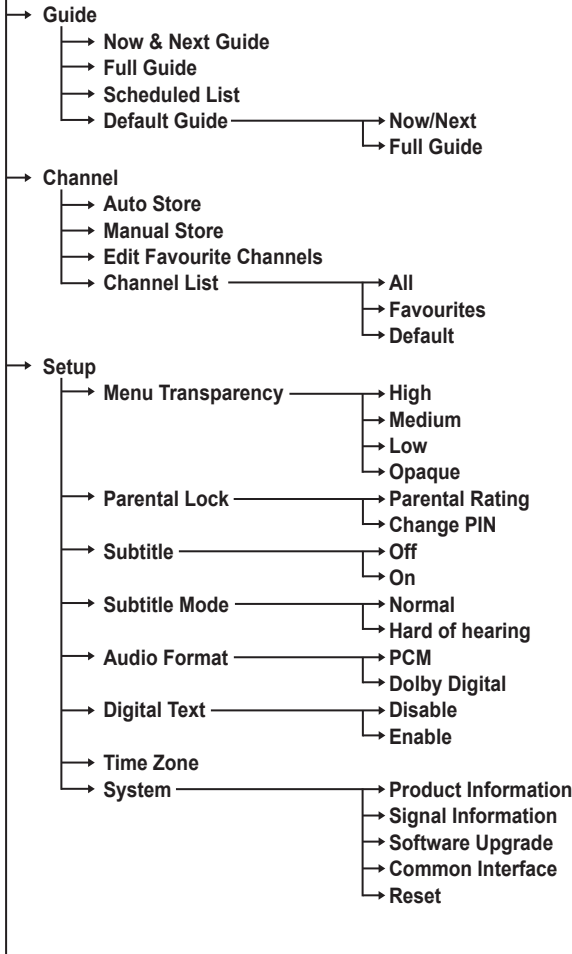 Guide
Now & Next Guide
Full Guide
Scheduled List
Default Guide Now/Next
Full Guide
Channel
Auto Store
Manual Store
Edit Favourite Channels
Channel List All
Favourites
Default
Setup
Menu Transparency High
Medium
Low
Opaque
Parental Lock Parental Rating
Change PIN
Subtitle Off
On
Subtitle Mode Normal
Hard of hearing
Audio Format PCM
Dolby Digital
Digital Text Disable
Enable
Time Zone
System Product Information
Signal Information
Software Upgrade
Common Interface
Reset